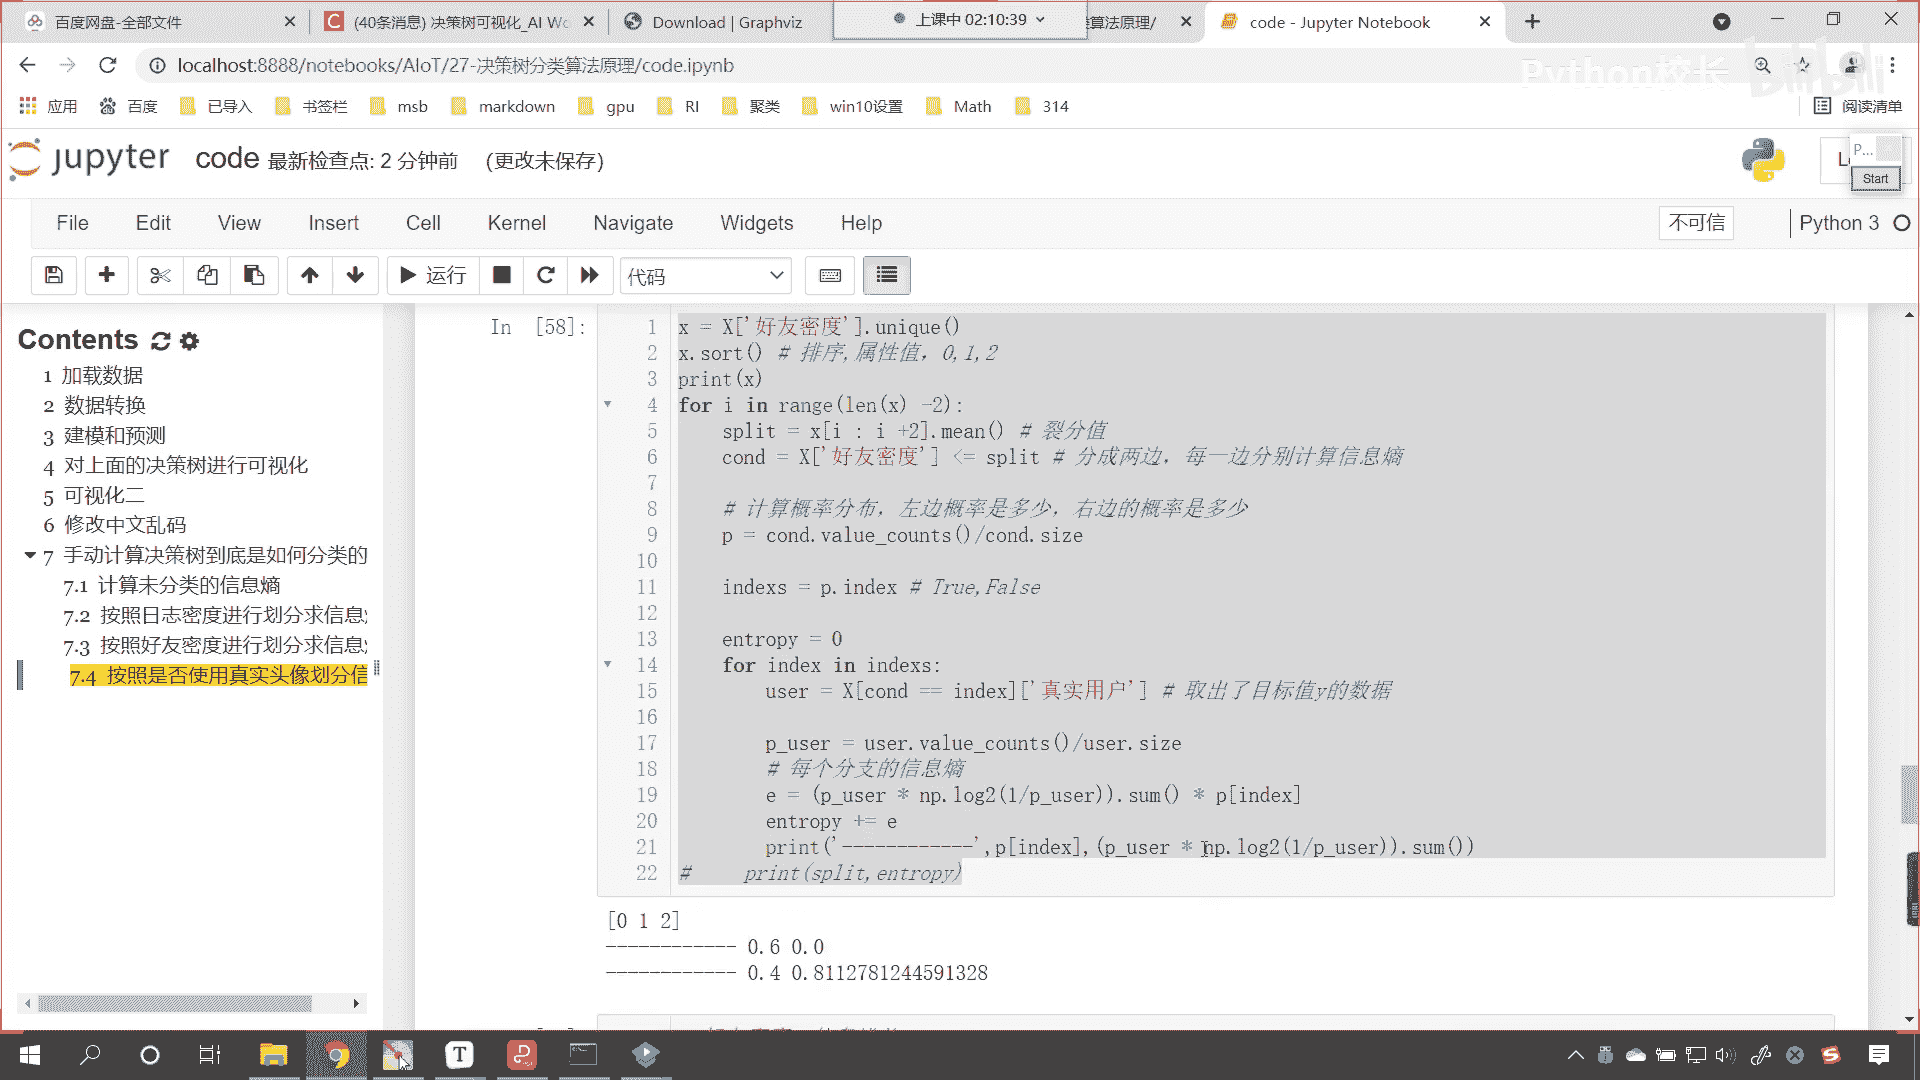 百度网盘-全部文件
(40条消息) 决策树可视化_AI Wo
Download | Graphviz
上课中 02:10:39
算法原理/
code - Jupyter Notebook
localhost:8888/notebooks/AIoT/27-决策树分类算法原理/code.ipynb
Python校长
bilibili
应用
百度
已导入
书签栏
msb
markdown
gpu
RI
聚类
win10设置
Math
314
阅读清单
jupyter
code 最新检查点: 2 分钟前 (更改未保存)
P...
Start
File Edit View Insert Cell Kernel Navigate Widgets Help
不可信
Python 3
运行
代码
Contents
1 加载数据
2 数据转换
3 建模和预测
4 对上面的决策树进行可视化
5 可视化二
6 修改中文乱码
7 手动计算决策树到底是如何分类的
7.1 计算未分类的信息熵
7.2 按照日志密度进行划分求信息
7.3 按照好友密度进行划分求信息
7.4 按照是否使用真实头像划分信
In [58]:
1 x = X['好友密度'].unique()
2 x.sort() # 排序,属性值，0,1,2
3 print(x)
4 for i in range(len(x) -2):
5 split = x[i : i +2].mean() # 裂分值
6 cond = X['好友密度'] <= split # 分成两边，每一边分别计算信息熵
7
8 # 计算概率分布，左边概率是多少，右边的概率是多少
9 p = cond.value_counts()/cond.size
10
11 indexs = p.index # True,False
12
13 entropy = 0
14 for index in indexs:
15 user = X[cond == index]['真实用户'] # 取出了目标值y的数据
16
17 p_user = user.value_counts()/user.size
18 # 每个分支的信息熵
19 e = (p_user * np.log2(1/p_user)).sum() * p[index]
20 entropy += e
21 print('------------',p[index],(p_user * np.log2(1/p_user)).sum())
22 # print(split,entropy)
[0 1 2]
------------ 0.6 0.0
------------ 0.4 0.8112781244591328